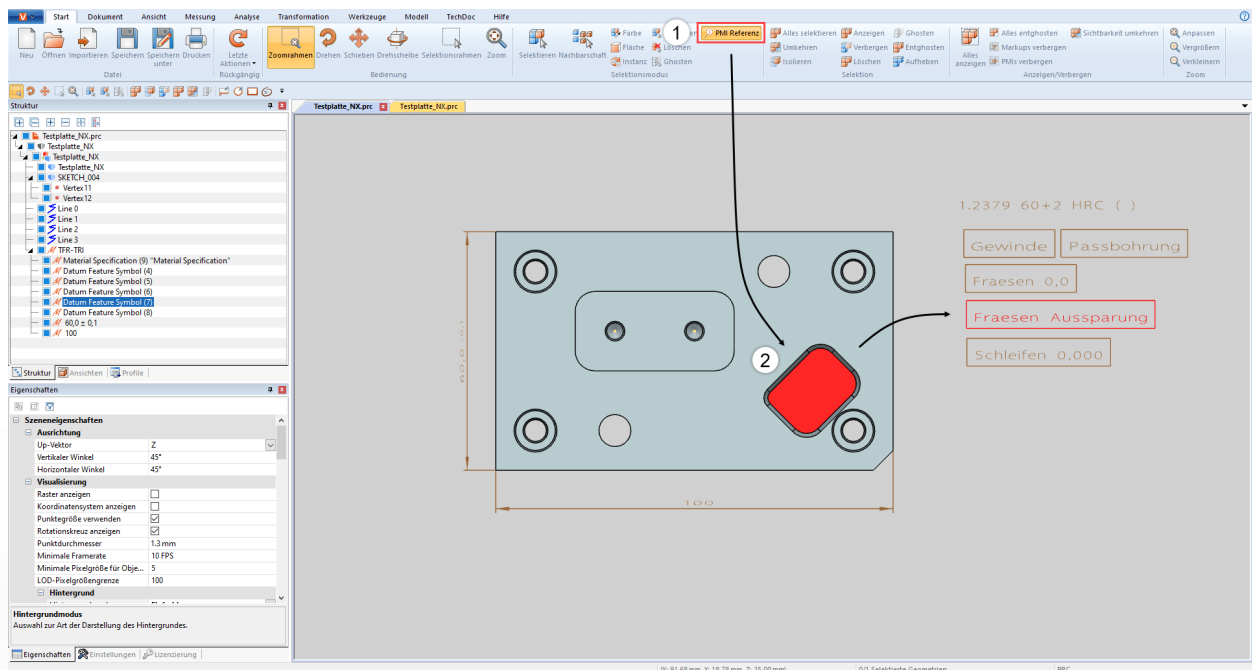 Start Dokument Ansicht Messung Analyse Transformation Werkzeuge Modell TechDoc Hilfe
Neu Öffnen Importieren Speichern Speichern unter Drucken
Datei
Letzte Aktionen
Rückgängig
Zoomrahmen Drehen Schieben Drehscheibe Selektionsrahmen Zoom
Bedienung
Selektieren Nachbarschaft
Farbe
Fläche Löschen
Instanz Ghosten
1
PMI Referenz
Selektionsmodus
Alles selektieren Anzeigen Ghosten
Umkehren Verbergen Entghosten
Isolieren Löschen Aufheben
Selektion
Alles anzeigen
Alles entghosten Sichtbarkeit umkehren
Markups verbergen
PMIs verbergen
Anzeigen/Verbergen
Anpassen
Vergrößern
Verkleinern
Zoom
Struktur
Testplatte_NX.prc
Testplatte_NX
Testplatte_NX
Testplatte_NX
SKETCH_004
Vertex11
Vertex12
Line 0
Line 1
Line 2
Line 3
TFR-TRI
Material Specification (9) "Material Specification"
Datum Feature Symbol (4)
Datum Feature Symbol (5)
Datum Feature Symbol (6)
Datum Feature Symbol (7)
Datum Feature Symbol (8)
60,0 ± 0,1
100
Struktur Ansichten Profile
Eigenschaften
Szeneneigenschaften
Ausrichtung
Up-Vektor Z
Vertikaler Winkel 45°
Horizontaler Winkel 45°
Visualisierung
Raster anzeigen
Koordinatensystem anzeigen
Punktegröße verwenden
Rotationskreuz anzeigen
Punktdurchmesser 1.3 mm
Minimale Framerate 10 FPS
Minimale Pixelgröße für Obje... 5
LOD-Pixelgrößengrenze 100
Hintergrund
Hintergrundmodus
Auswahl zur Art der Darstellung des Hintergrundes.
Eigenschaften Einstellungen Lizenzierung
Testplatte_NX.prc Testplatte_NX.prc
1.2379 60+2 HRC ( )
Gewinde Passbohrung
Fraesen 0,0
Fraesen Aussparung
Schleifen 0,000
2
100
0/1 Selektierte Geometrien